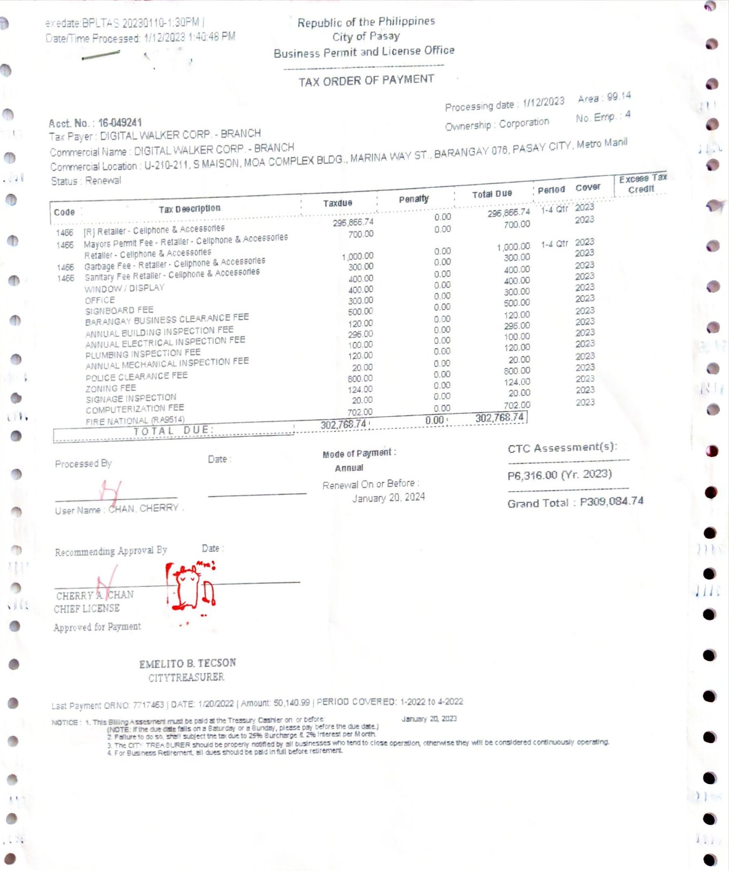 exedate:BPLTAS 20230110-1:30PM |
Date/Time Processed: 1/12/2023 1:40:48 PM
Republic of the Philippines
City of Pasay
Business Permit and License Office
TAX ORDER OF PAYMENT
Processing date : 1/12/2023 Area : 99.14
Ownership : Corporation No. Emp. : 4
Acct. No. : 16-049241
Tax Payer : DIGITAL WALKER CORP. - BRANCH
Commercial Name : DIGITAL WALKER CORP. - BRANCH
Commercial Location : U-210-211, S MAISON, MOA COMPLEX BLDG., MARINA WAY ST., BARANGAY 076, PASAY CITY, Metro Manil
Status : Renewal
Code Tax Description Taxdue Penalty Total Due Period Cover Excess Tax Credit
1466 [R] Retailer - Cellphone & Accessories 296,866.74 0.00 296,866.74 1-4 Qtr 2023
1466 Mayors Permit Fee - Retailer - Cellphone & Accessories 700.00 0.00 700.00 2023
Retailer - Cellphone & Accessories
1466 Garbage Fee - Retailer - Cellphone & Accessories 1,000.00 0.00 1,000.00 1-4 Qtr 2023
1466 Sanitary Fee Retailer - Cellphone & Accessories 300.00 0.00 300.00 2023
WINDOW / DISPLAY 400.00 0.00 400.00 2023
OFFICE 400.00 0.00 400.00 2023
SIGNBOARD FEE 300.00 0.00 300.00 2023
BARANGAY BUSINESS CLEARANCE FEE 500.00 0.00 500.00 2023
ANNUAL BUILDING INSPECTION FEE 120.00 0.00 120.00 2023
ANNUAL ELECTRICAL INSPECTION FEE 296.00 0.00 296.00 2023
PLUMBING INSPECTION FEE 100.00 0.00 100.00 2023
ANNUAL MECHANICAL INSPECTION FEE 120.00 0.00 120.00 2023
POLICE CLEARANCE FEE 20.00 0.00 20.00 2023
ZONING FEE 800.00 0.00 800.00 2023
SIGNAGE INSPECTION 124.00 0.00 124.00 2023
COMPUTERIZATION FEE 20.00 0.00 20.00 2023
FIRE NATIONAL (RA9514) 702.00 0.00 702.00 2023
TOTAL DUE: 302,768.74 0.00 302,768.74
Processed By Date :
Mode of Payment :
Annual
Renewal On or Before :
January 20, 2024
CTC Assessment(s):
P6,316.00 (Yr. 2023)
Grand Total : P309,084.74
User Name : CHAN, CHERRY .
Recommending Approval By Date :
CHERRY A. CHAN
CHIEF LICENSE
Approved for Payment
EMELITO B. TECSON
CITYTREASURER
Last Payment ORNO: 7717463 | DATE: 1/20/2022 | Amount: 50,140.99 | PERIOD COVERED: 1-2022 to 4-2022
NOTICE : 1. This Billing Assesment must be paid at the Treasury Cashier on or before January 20, 2023
(NOTE: If the due date falls on a Saturday or a Sunday, please pay before the due date.)
2. Failure to do so, shall subject the tax due to 25% Surcharge & 2% Interest per Month.
3. The CITY TREASURER should be properly notified by all businesses who tend to close operation, otherwise they will be considered continuously operating.
4. For Business Retirement, all dues should be paid in full before retirement.